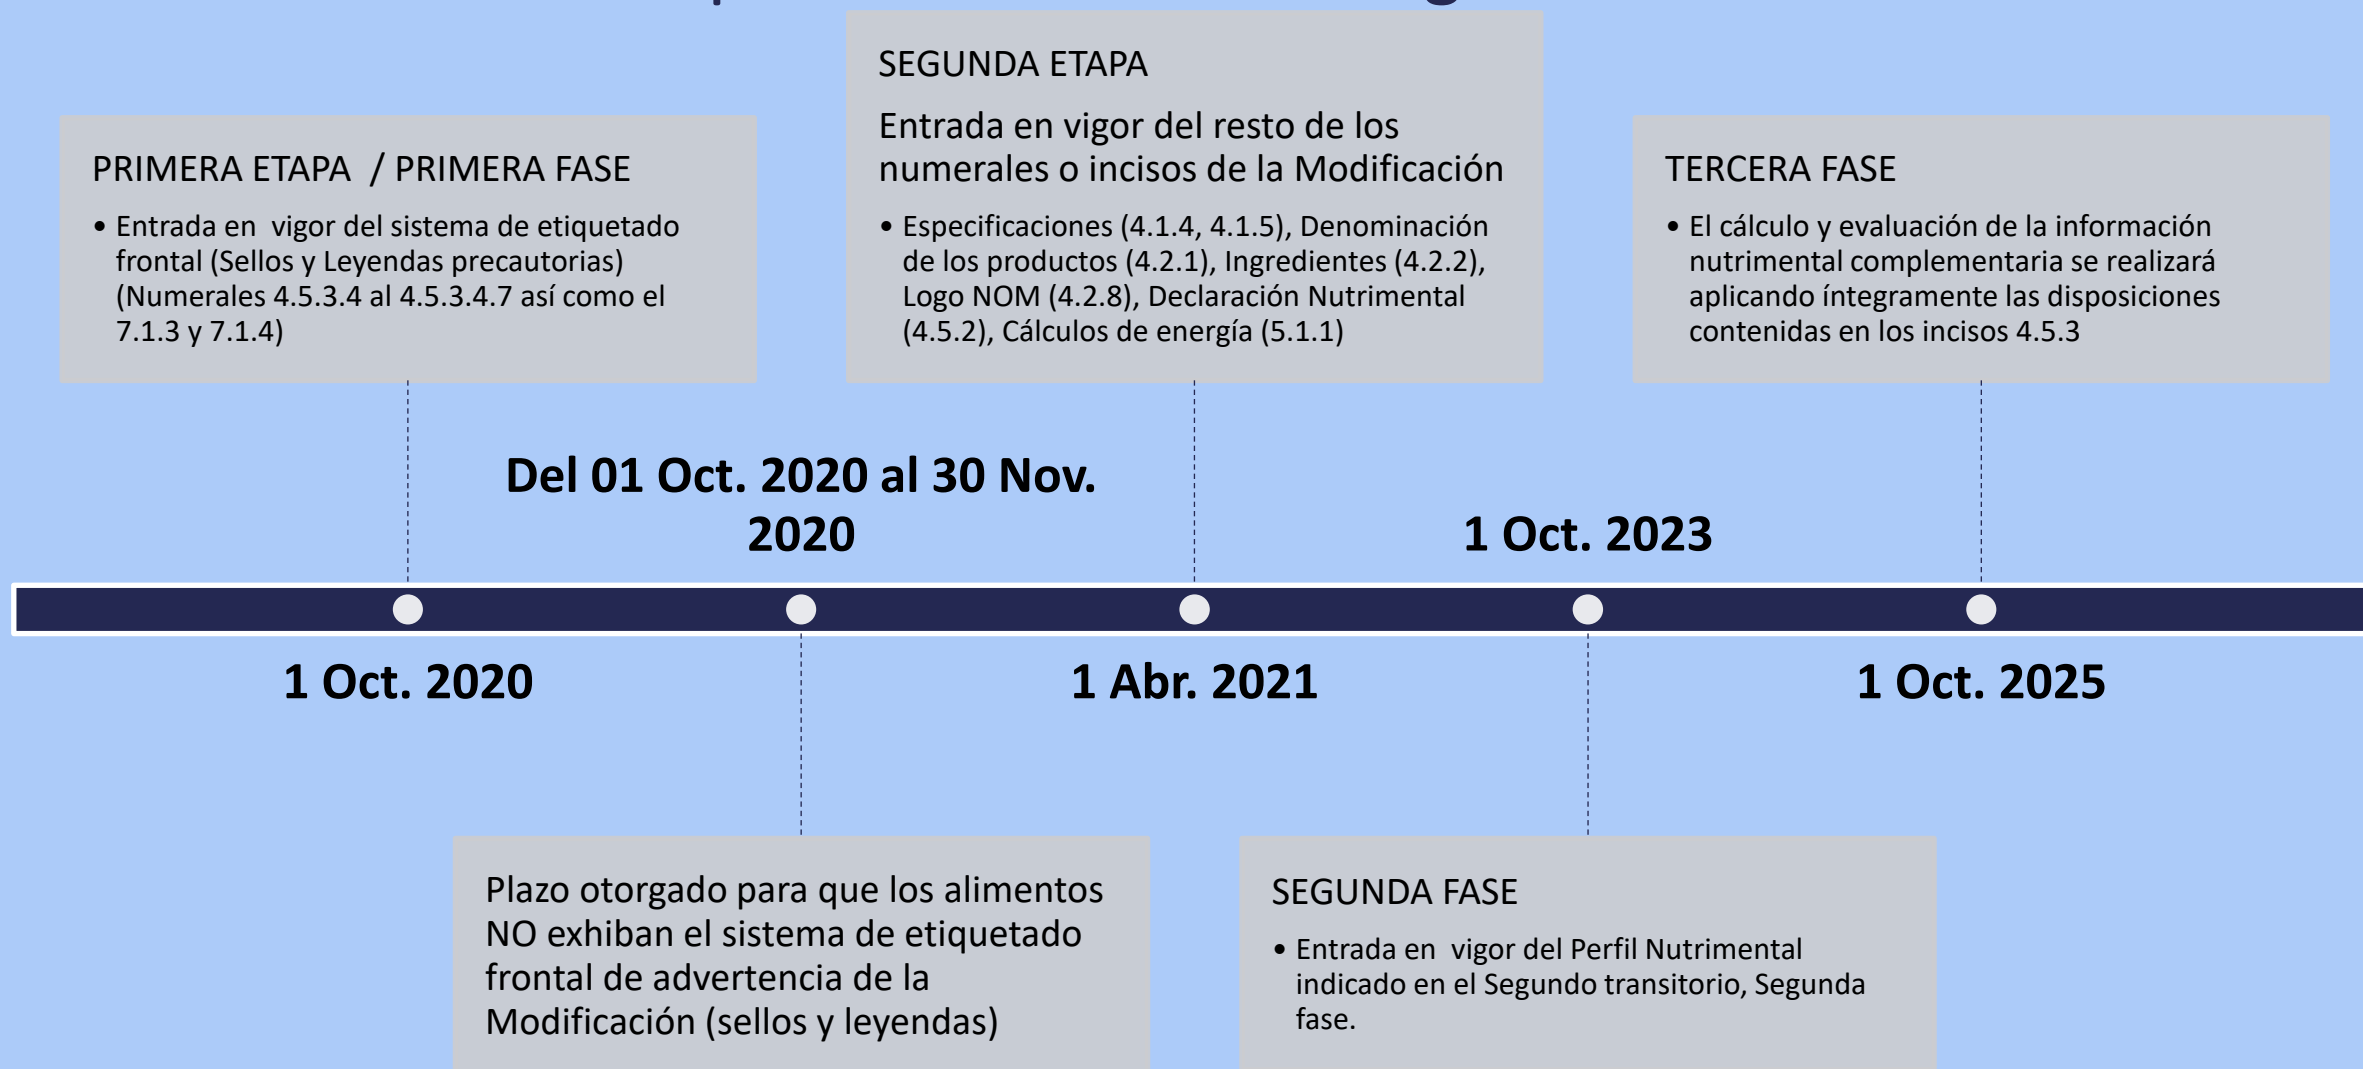 PRIMERA ETAPA / PRIMERA FASE
• Entrada en vigor del sistema de etiquetado
frontal (Sellos y Leyendas precautorias)
(Numerales 4.5.3.4 al 4.5.3.4.7 así como el
7.1.3 y 7.1.4)
SEGUNDA ETAPA
Entrada en vigor del resto de los
numerales o incisos de la Modificación
• Especificaciones (4.1.4, 4.1.5), Denominación
de los productos (4.2.1), Ingredientes (4.2.2),
Logo NOM (4.2.8), Declaración Nutrimental
(4.5.2), Cálculos de energía (5.1.1)
TERCERA FASE
• El cálculo y evaluación de la información
nutrimental complementaria se realizará
aplicando íntegramente las disposiciones
contenidas en los incisos 4.5.3
Del 01 Oct. 2020 al 30 Nov.
2020
1 Oct. 2023
1 Oct. 2020
1 Abr. 2021
1 Oct. 2025
Plazo otorgado para que los alimentos
NO exhiban el sistema de etiquetado
frontal de advertencia de la
Modificación (sellos y leyendas)
SEGUNDA FASE
• Entrada en vigor del Perfil Nutrimental
indicado en el Segundo transitorio, Segunda
fase.